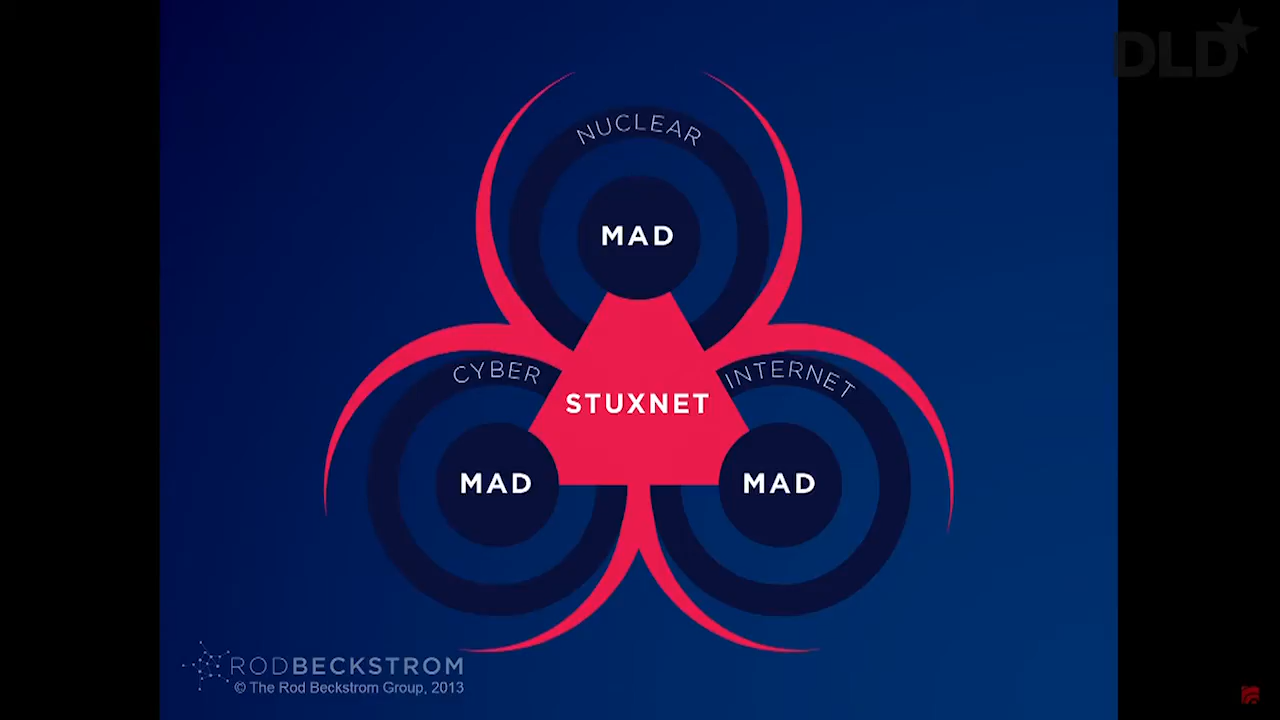 DLD
NUCLEAR
MAD
CYBER
INTERNET
STUXNET
MAD
MAD
RODBECKSTROM
© The Rod Beckstrom Group, 2013